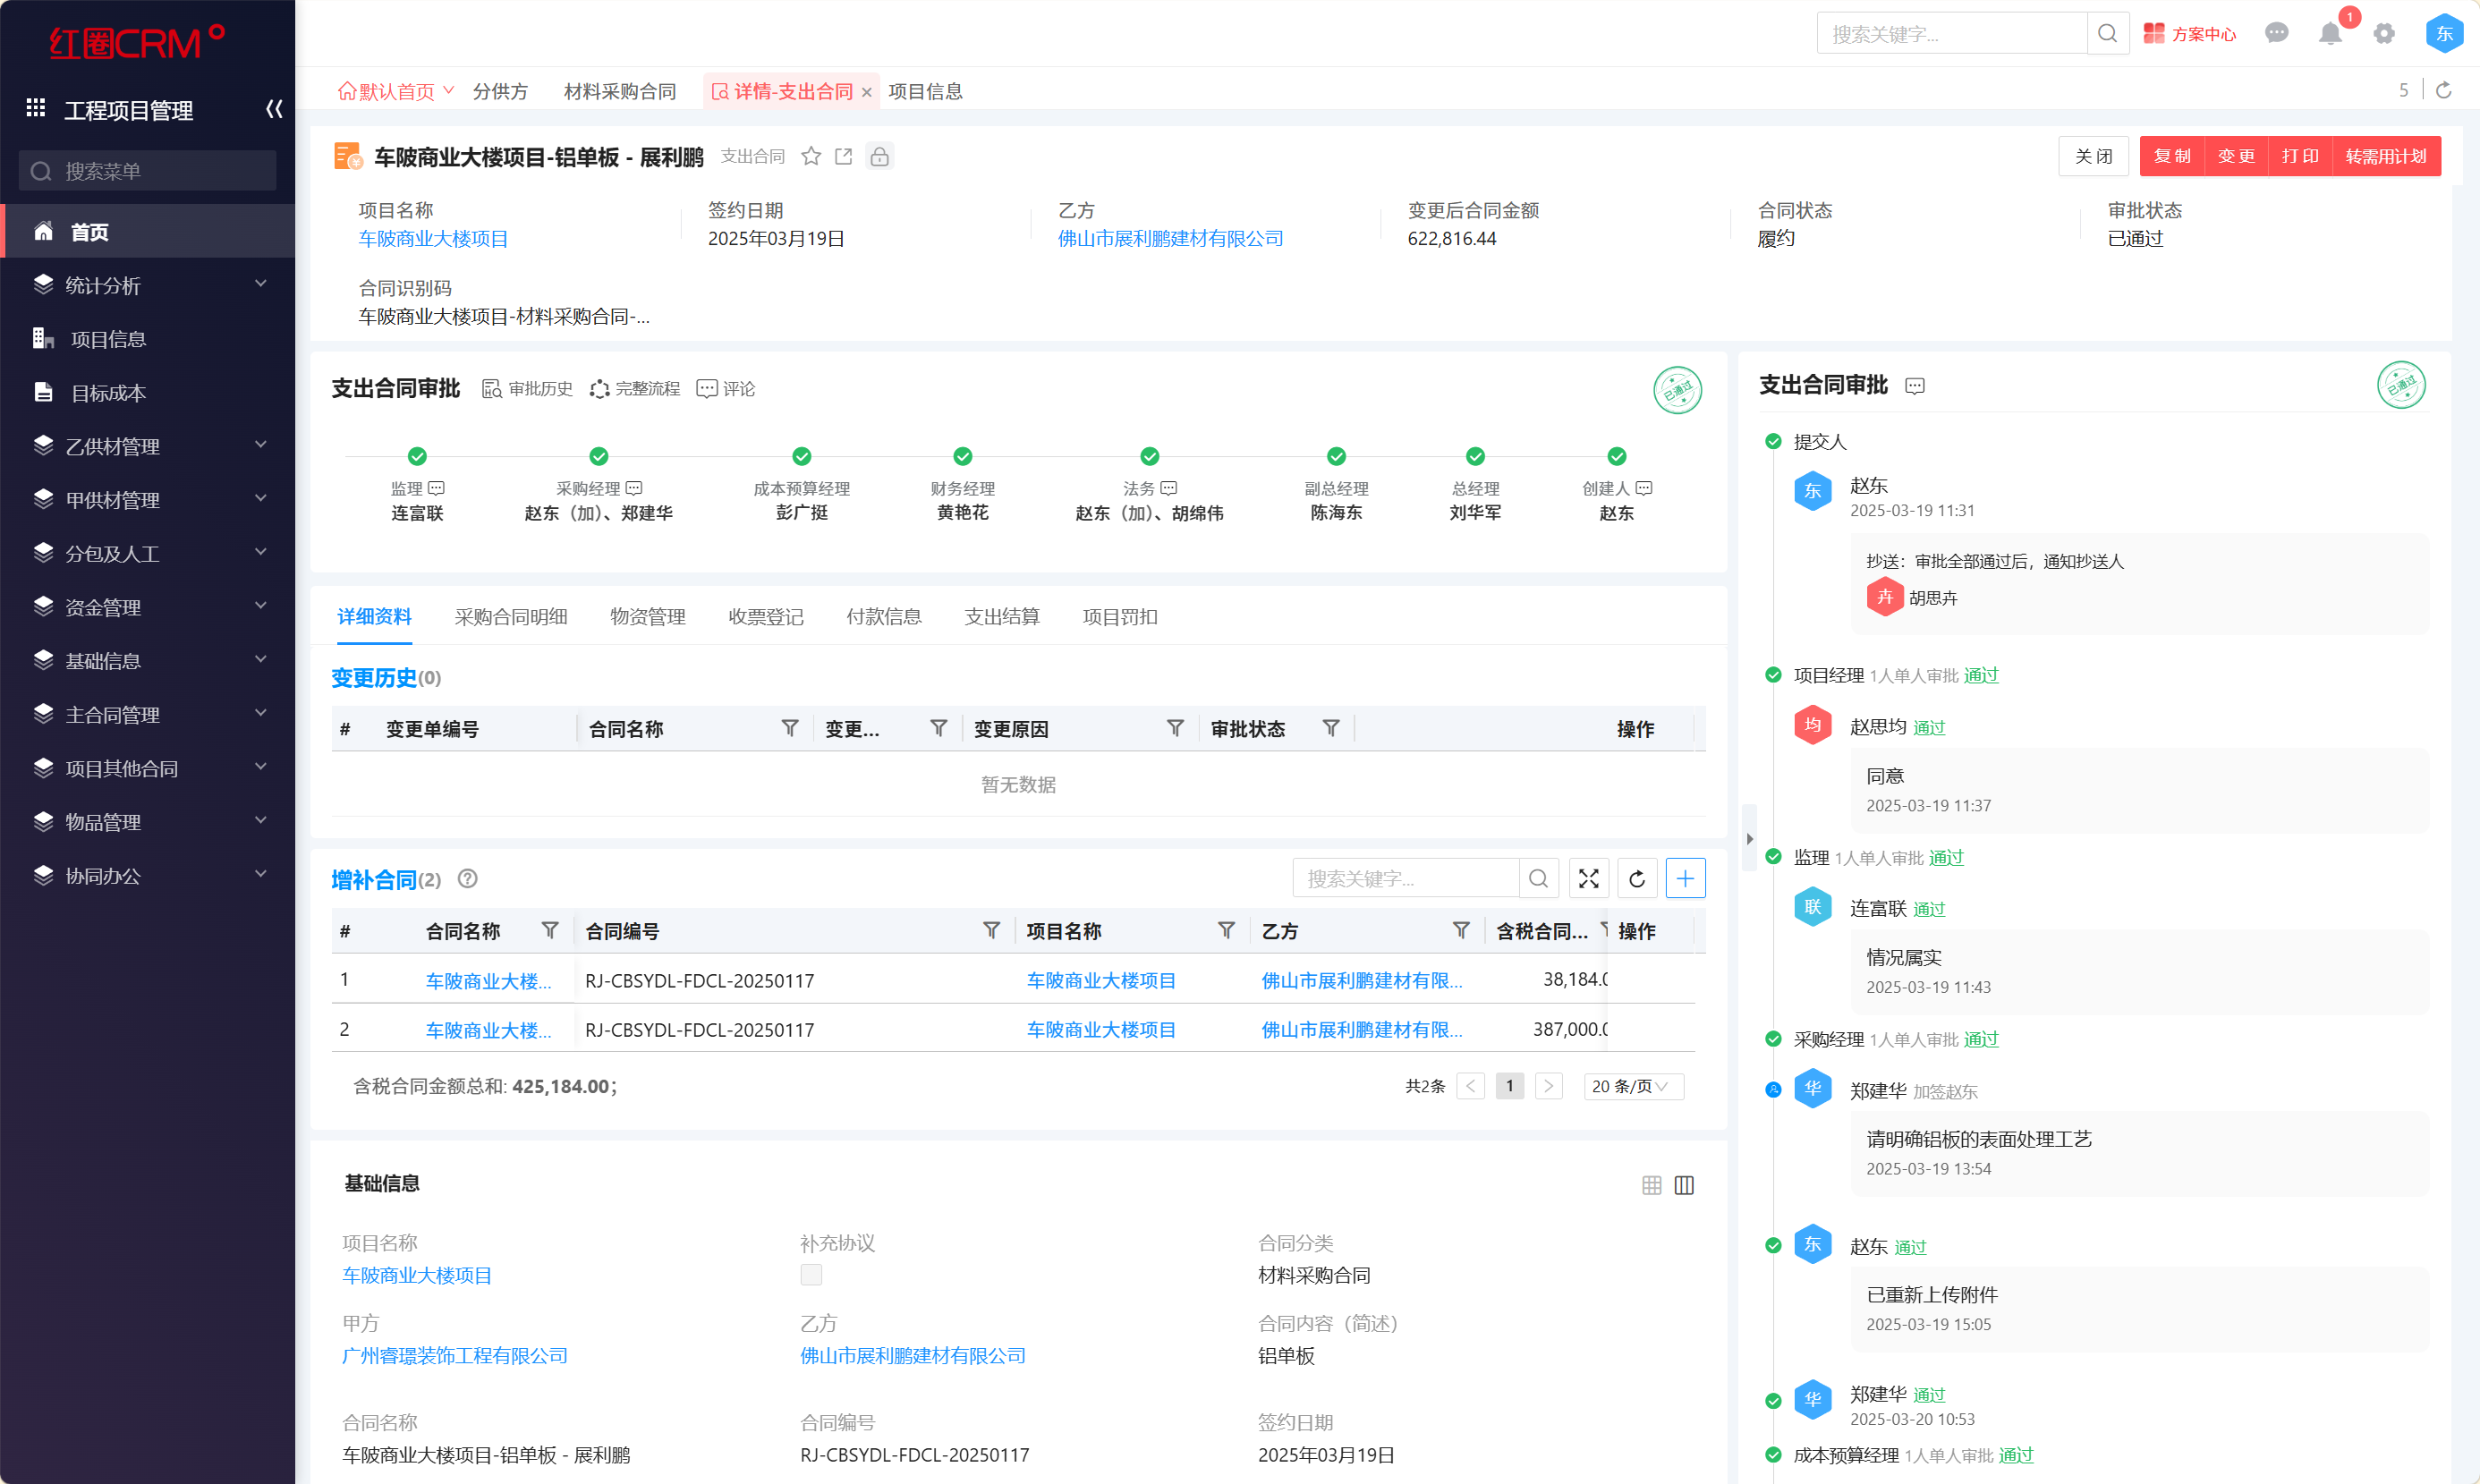 红圈CRM
搜索关键字...
方案中心
1
东
工程项目管理
默认首页
分供方
材料采购合同
详情-支出合同
项目信息
5
搜索菜单
首页
统计分析
项目信息
目标成本
乙供材管理
甲供材管理
分包及人工
资金管理
基础信息
主合同管理
项目其他合同
物品管理
协同办公
车陂商业大楼项目-铝单板 - 展利鹏
支出合同
关 闭
复 制
变 更
打 印
转需用计划
项目名称
车陂商业大楼项目
签约日期
2025年03月19日
乙方
佛山市展利鹏建材有限公司
变更后合同金额
622,816.44
合同状态
履约
审批状态
已通过
合同识别码
车陂商业大楼项目-材料采购合同-...
支出合同审批
审批历史
完整流程
评论
已通过
监理
连富联
采购经理
赵东（加）、郑建华
成本预算经理
彭广挺
财务经理
黄艳花
法务
赵东（加）、胡绵伟
副总经理
陈海东
总经理
刘华军
创建人
赵东
详细资料
采购合同明细
物资管理
收票登记
付款信息
支出结算
项目罚扣
变更历史(0)
# 变更单编号 合同名称 变更... 变更原因 审批状态 操作
暂无数据
增补合同(2)
搜索关键字...
# 合同名称 合同编号 项目名称 乙方 含税合同... 操作
1 车陂商业大楼... RJ-CBSYDL-FDCL-20250117 车陂商业大楼项目 佛山市展利鹏建材有限... 38,184.0
2 车陂商业大楼... RJ-CBSYDL-FDCL-20250117 车陂商业大楼项目 佛山市展利鹏建材有限... 387,000.0
含税合同金额总和: 425,184.00；
共2条
1
20 条/页
基础信息
项目名称
车陂商业大楼项目
补充协议
合同分类
材料采购合同
甲方
广州睿璟装饰工程有限公司
乙方
佛山市展利鹏建材有限公司
合同内容（简述）
铝单板
合同名称
车陂商业大楼项目-铝单板 - 展利鹏
合同编号
RJ-CBSYDL-FDCL-20250117
签约日期
2025年03月19日
支出合同审批
已通过
提交人
东
赵东
2025-03-19 11:31
抄送：审批全部通过后，通知抄送人
卉
胡思卉
项目经理 1人单人审批 通过
均
赵思均 通过
同意
2025-03-19 11:37
监理 1人单人审批 通过
联
连富联 通过
情况属实
2025-03-19 11:43
采购经理 1人单人审批 通过
华
郑建华 加签赵东
请明确铝板的表面处理工艺
2025-03-19 13:54
东
赵东 通过
已重新上传附件
2025-03-19 15:05
华
郑建华 通过
2025-03-20 10:53
成本预算经理 1人单人审批 通过